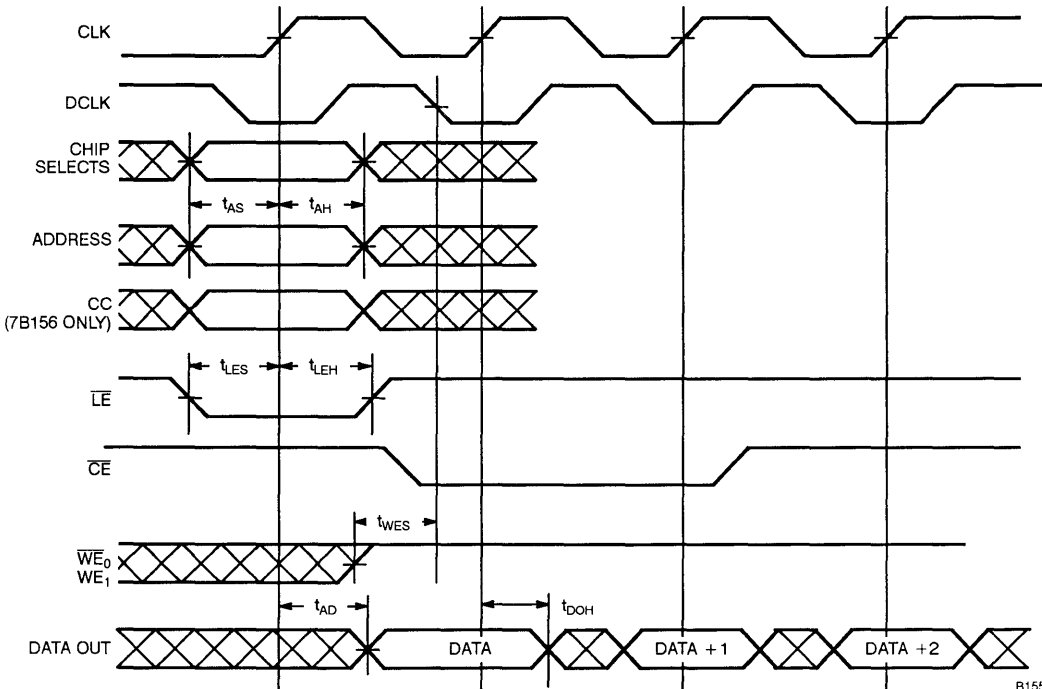 CLK
DCLK
CHIP
SELECTS
tAS
tAH
ADDRESS
CC
(7B156 ONLY)
tLES
tLEH
LE
CE
tWES
WE0
WE1
tAD
tDOH
DATA OUT
DATA
DATA +1
DATA +2
B155